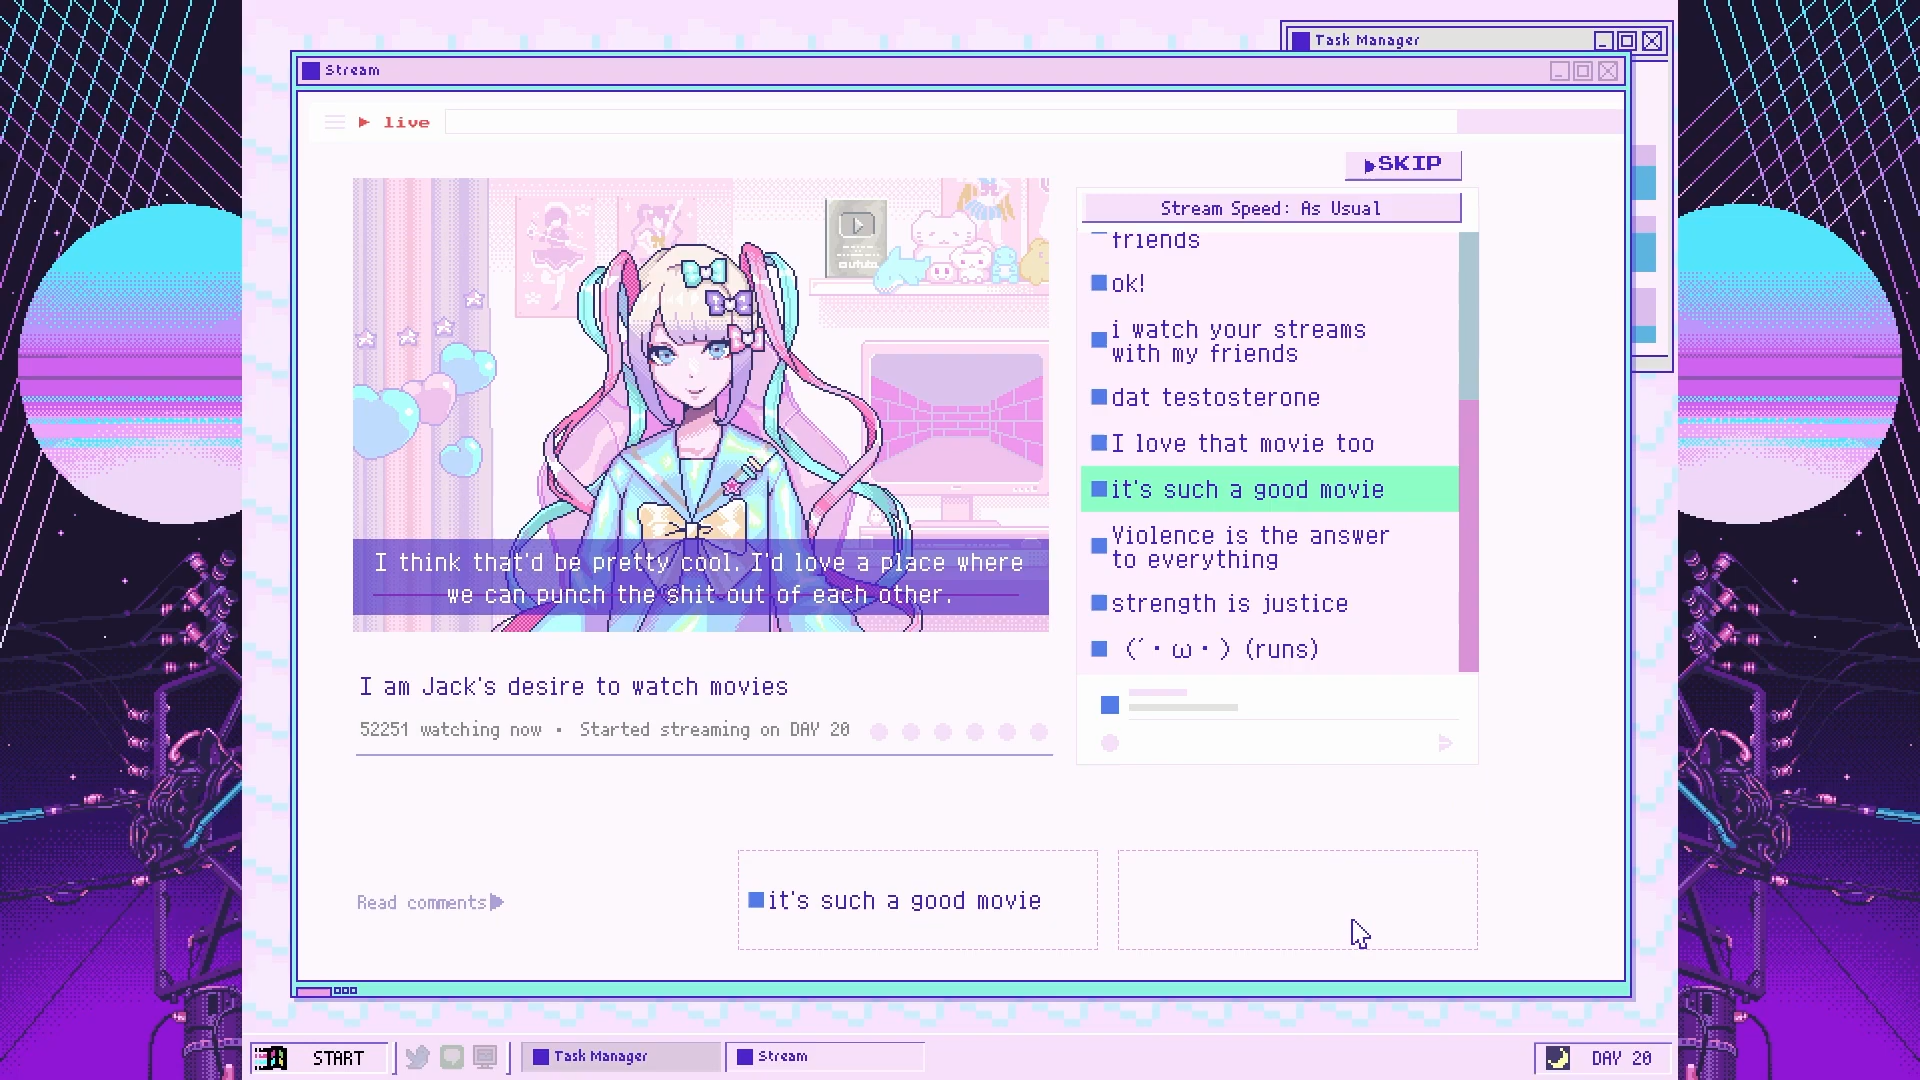 Task Manager
Stream
live
SKIP
Stream Speed: As Usual
friends
ok!
i watch your streams
with my friends
dat testosterone
I love that movie too
it's such a good movie
Violence is the answer
to everything
strength is justice
(´・ω・) (runs)
I think that'd be pretty cool. I'd love a place where
we can punch the shit out of each other.
I am Jack's desire to watch movies
52251 watching now • Started streaming on DAY 20
Read comments
it's such a good movie
START
Task Manager
Stream
DAY 20